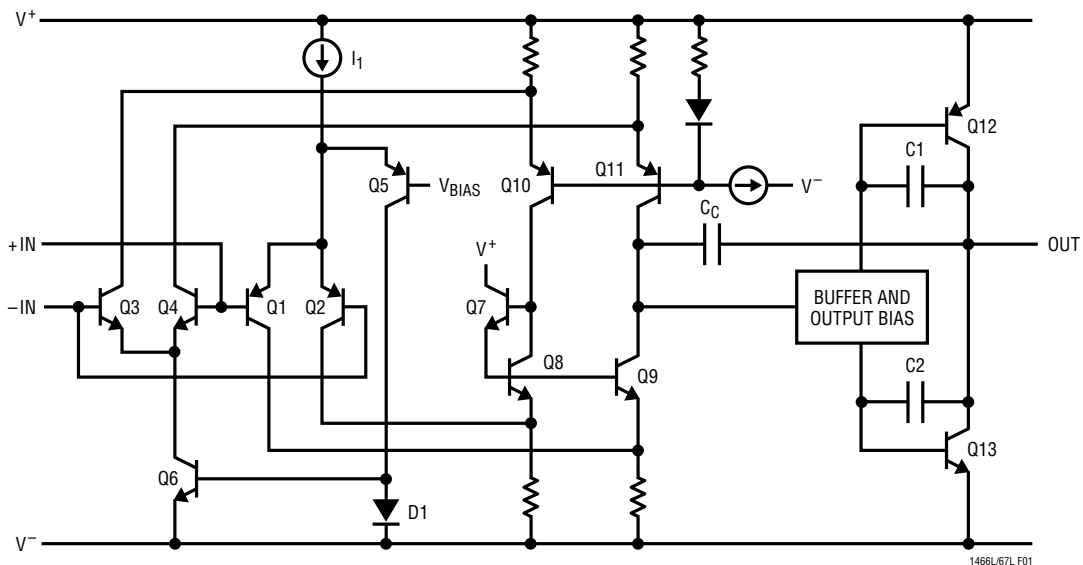 V+
I1
Q12
C1
Q5
VBIAS
Q10
Q11
V–
CC
+IN
OUT
V+
–IN
Q3
Q4
Q1
Q2
Q7
BUFFER AND
OUTPUT BIAS
Q8
Q9
C2
Q6
Q13
D1
V–
1466L/67L F01